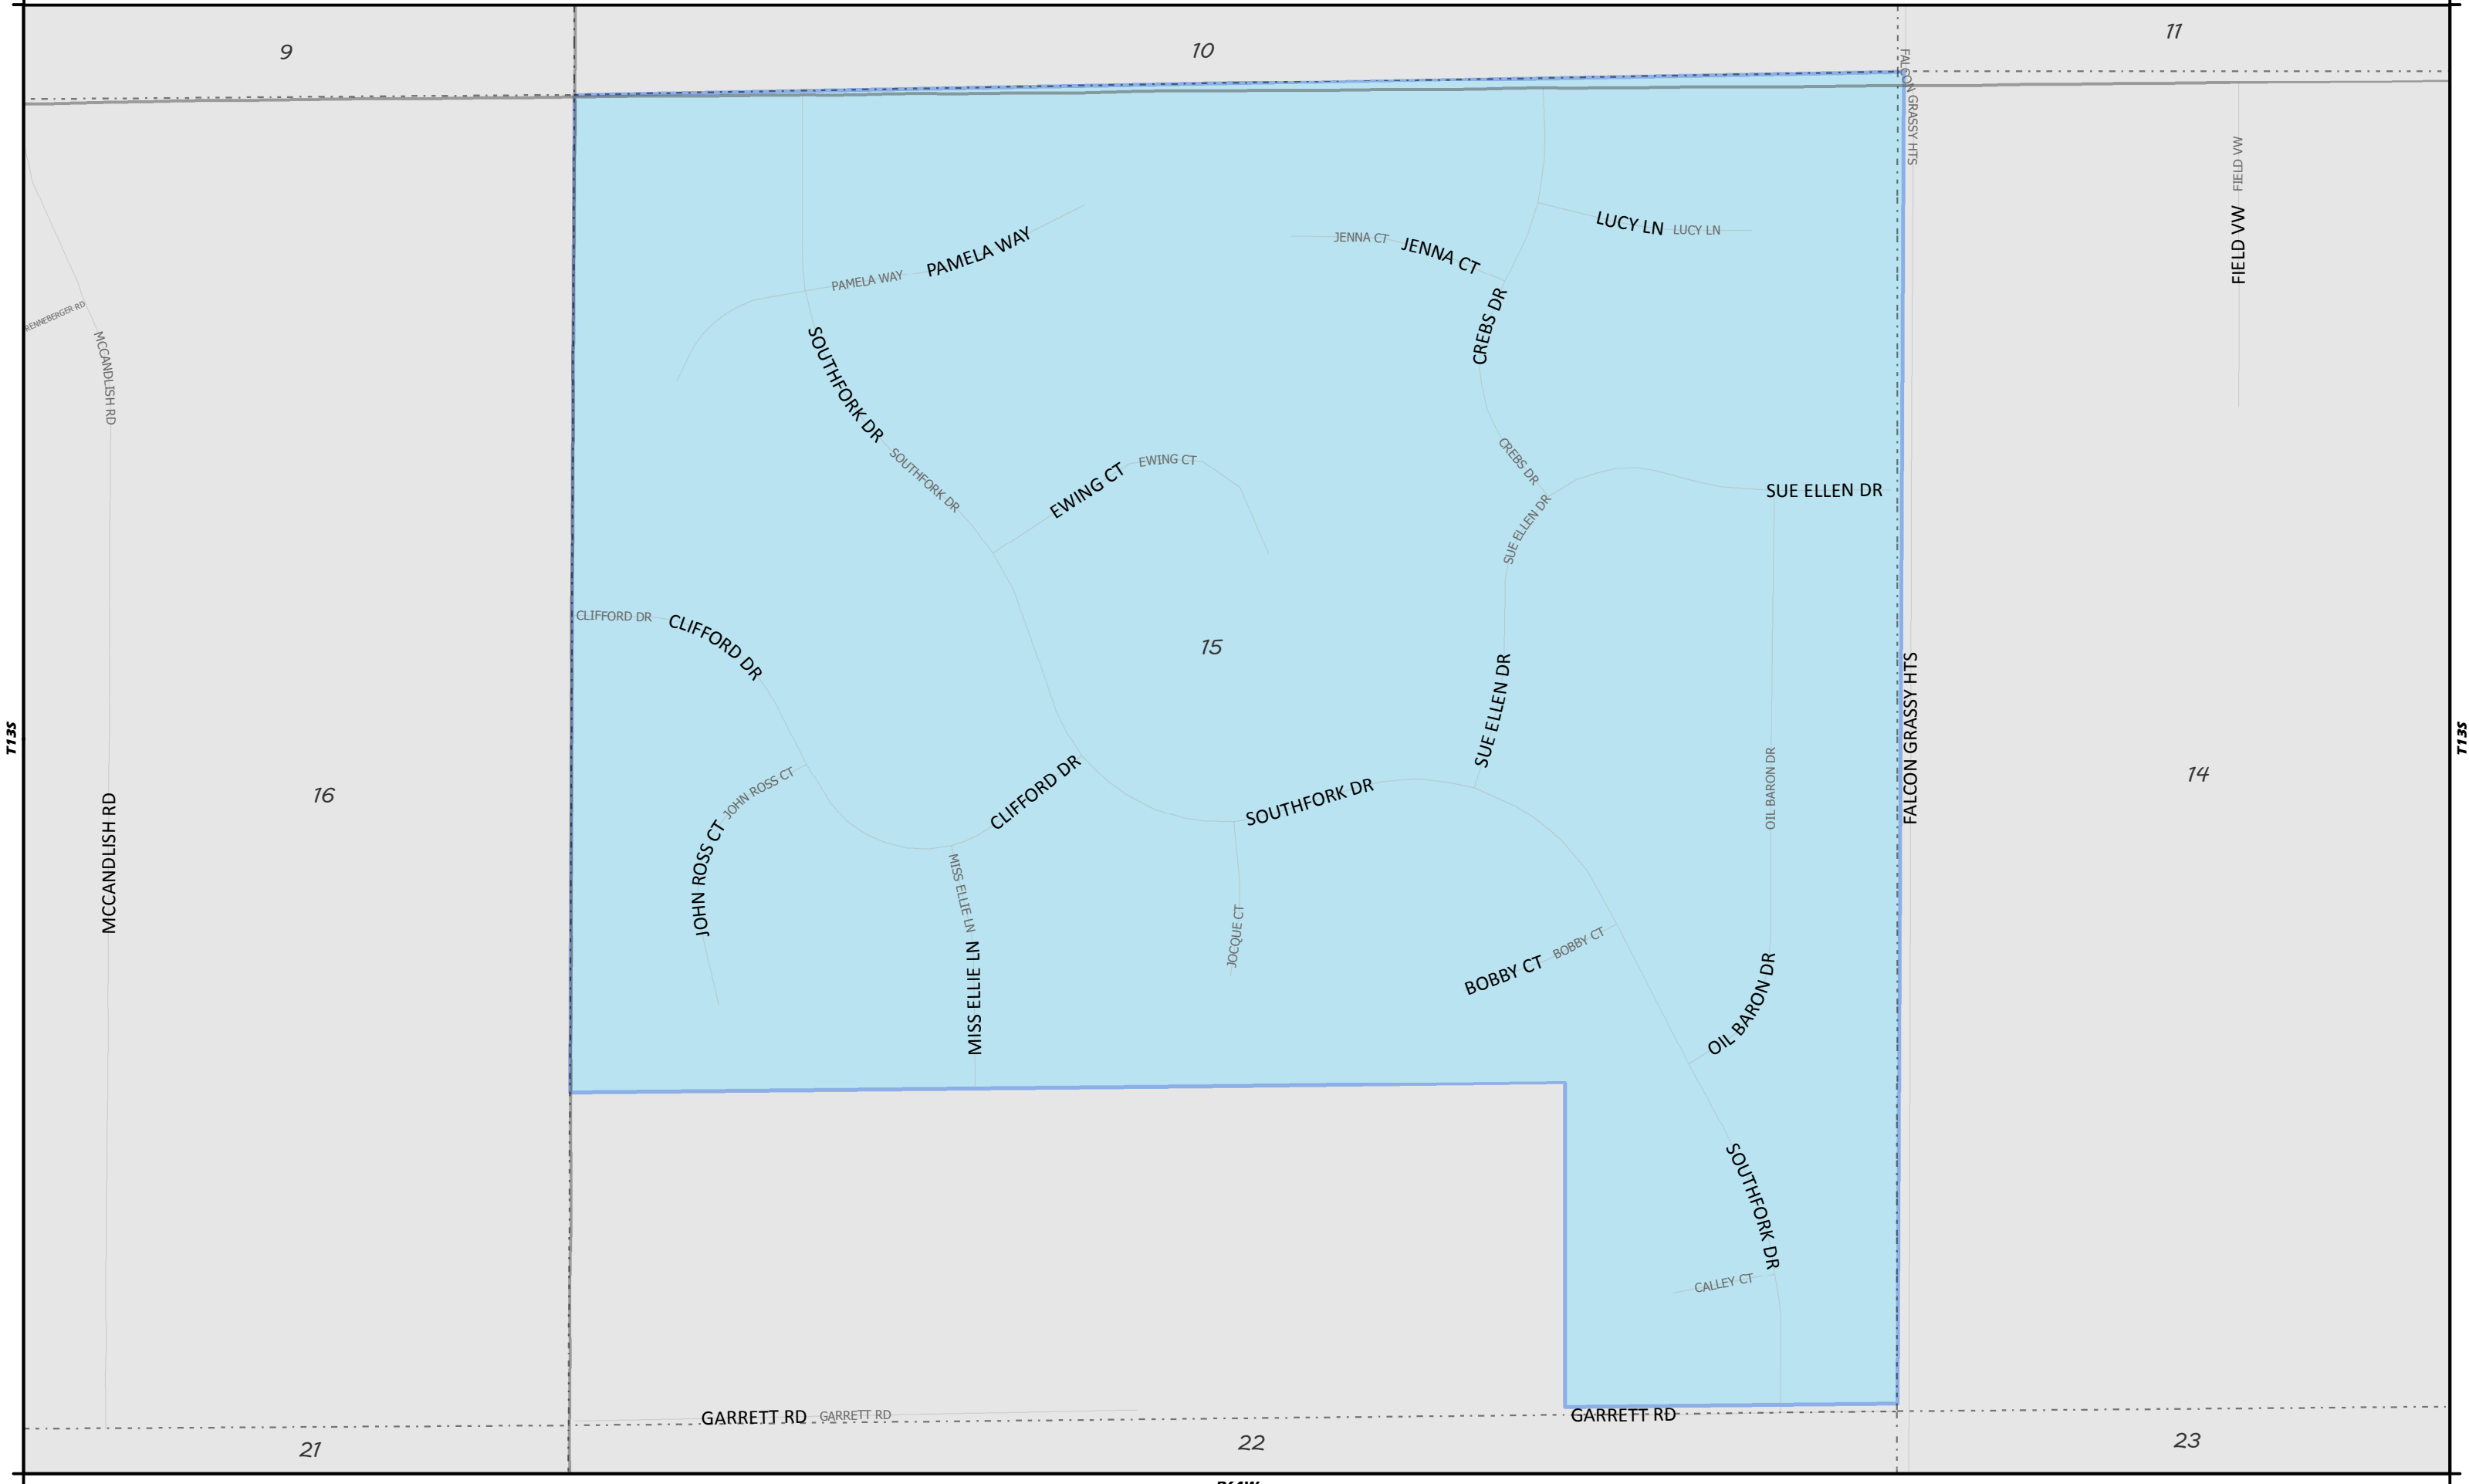 9
10
11
FALCON GRASSY HTS
FIELD VW
FIELD VW
LUCY LN
LUCY LN
JENNA CT
JENNA CT
PAMELA WAY
PAMELA WAY
CREBS DR
RENNEBERGER RD
MCCANDLISH RD
SOUTHFORK DR
SOUTHFORK DR
CREBS DR
EWING CT
EWING CT
SUE ELLEN DR
SUE ELLEN DR
CLIFFORD DR
CLIFFORD DR
15
SUE ELLEN DR
FALCON GRASSY HTS
T13S
T13S
16
14
JOHN ROSS CT
CLIFFORD DR
SOUTHFORK DR
OIL BARON DR
MCCANDLISH RD
JOHN ROSS CT
MISS ELLIE LN
JOCQUE CT
BOBBY CT
BOBBY CT
MISS ELLIE LN
OIL BARON DR
SOUTHFORK DR
CALLEY CT
GARRETT RD
GARRETT RD
GARRETT RD
21
22
23